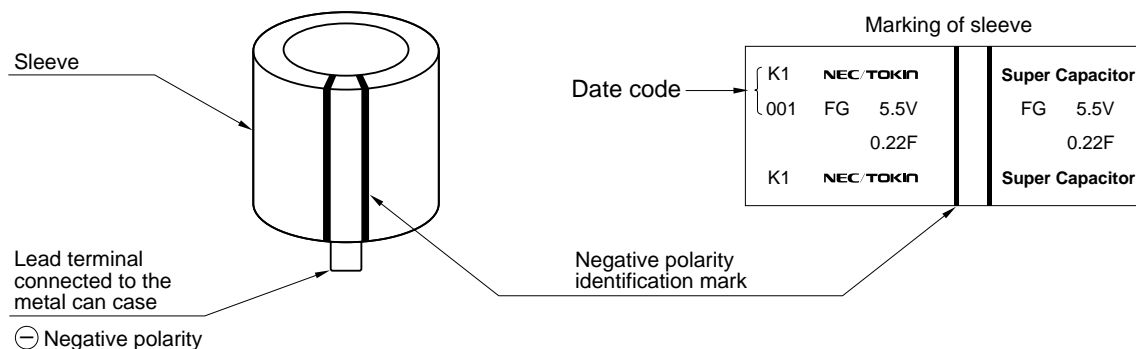 Marking of sleeve
Sleeve
Date code
K1 NEC/TOKIN Super Capacitor
001 FG 5.5V FG 5.5V
0.22F 0.22F
K1 NEC/TOKIN Super Capacitor
Lead terminal
connected to the
metal can case
⊖ Negative polarity
Negative polarity
identification mark